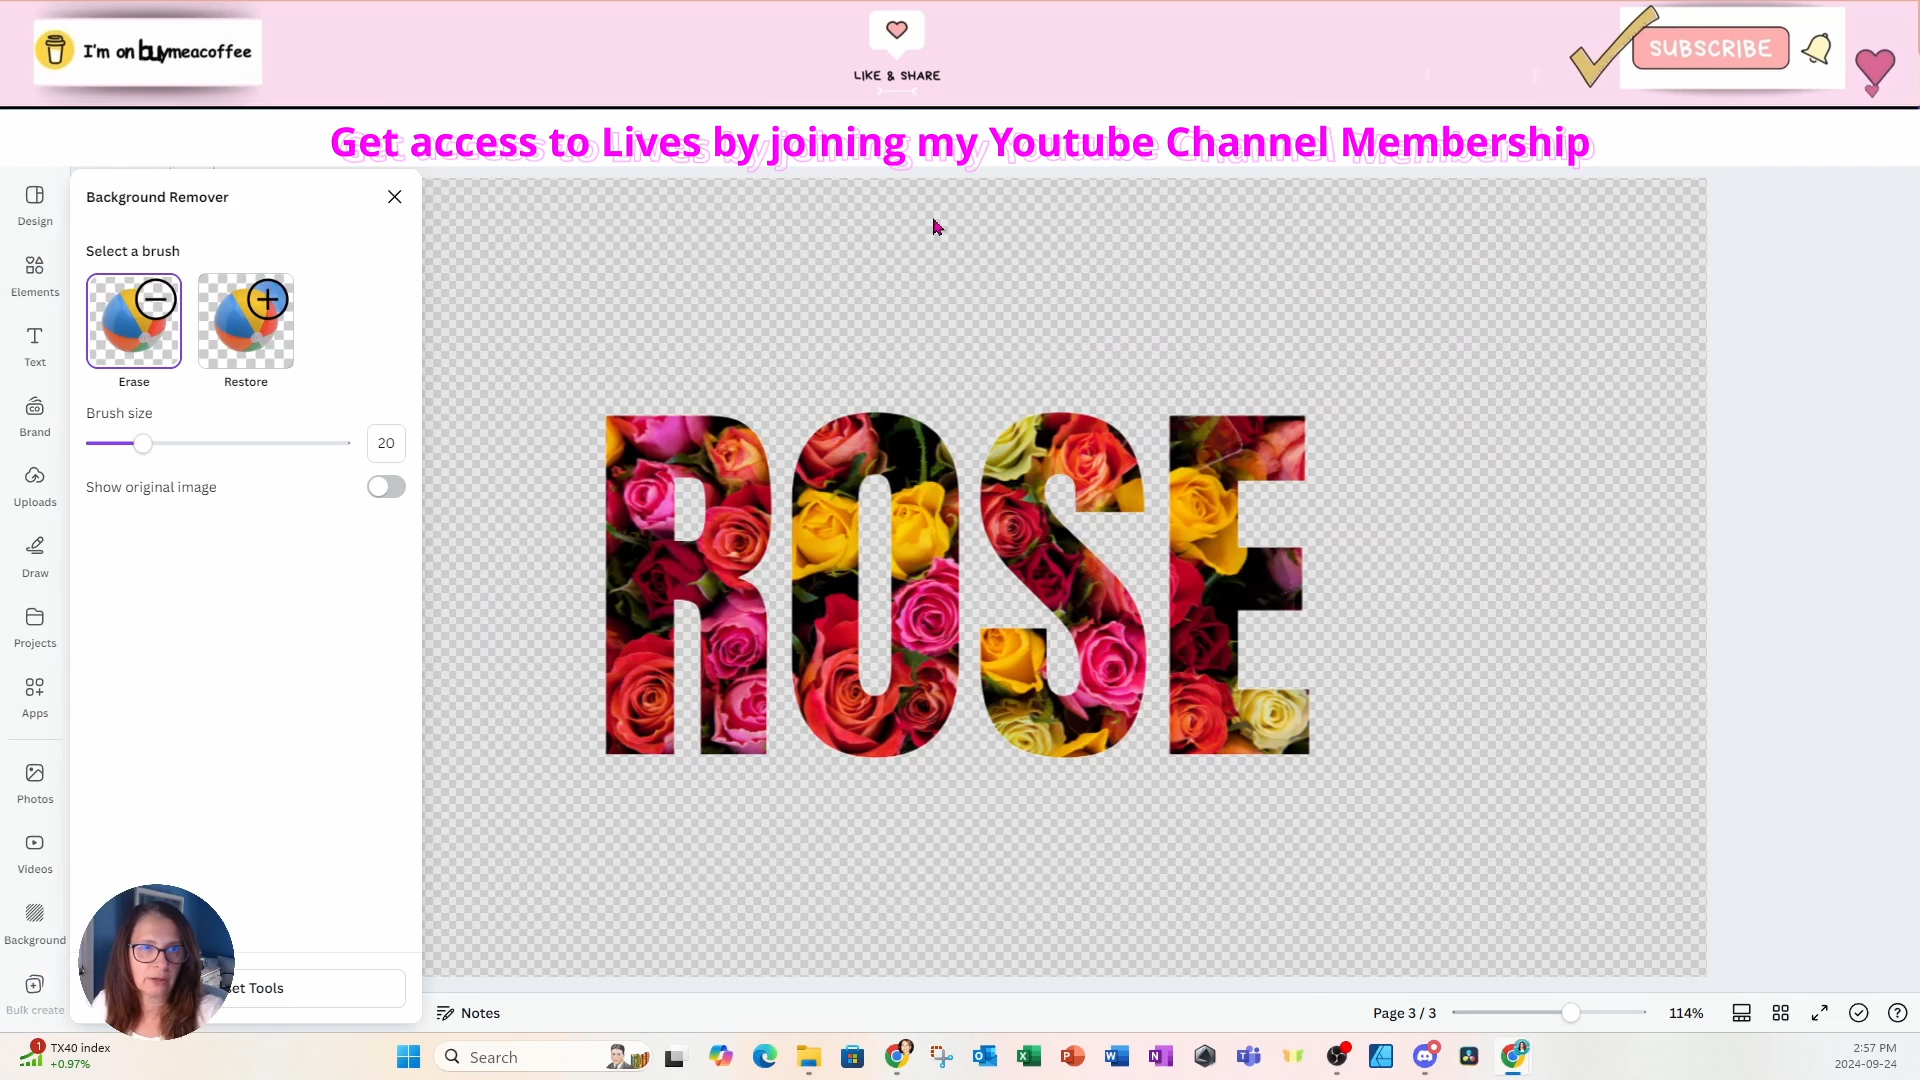 I'm on buymeacoffee
LIKE & SHARE
SUBSCRIBE
Get access to Lives by joining my Youtube Channel Membership
Design
Elements
Text
Brand
Uploads
Draw
Projects
Apps
Photos
Videos
Background
Bulk create
Background Remover
Select a brush
Erase
Restore
Brush size
20
Show original image
set Tools
ROSE
Notes
Page 3 / 3
114%
1
TX40 index
+0.97%
Search
2:57 PM
2024-09-24